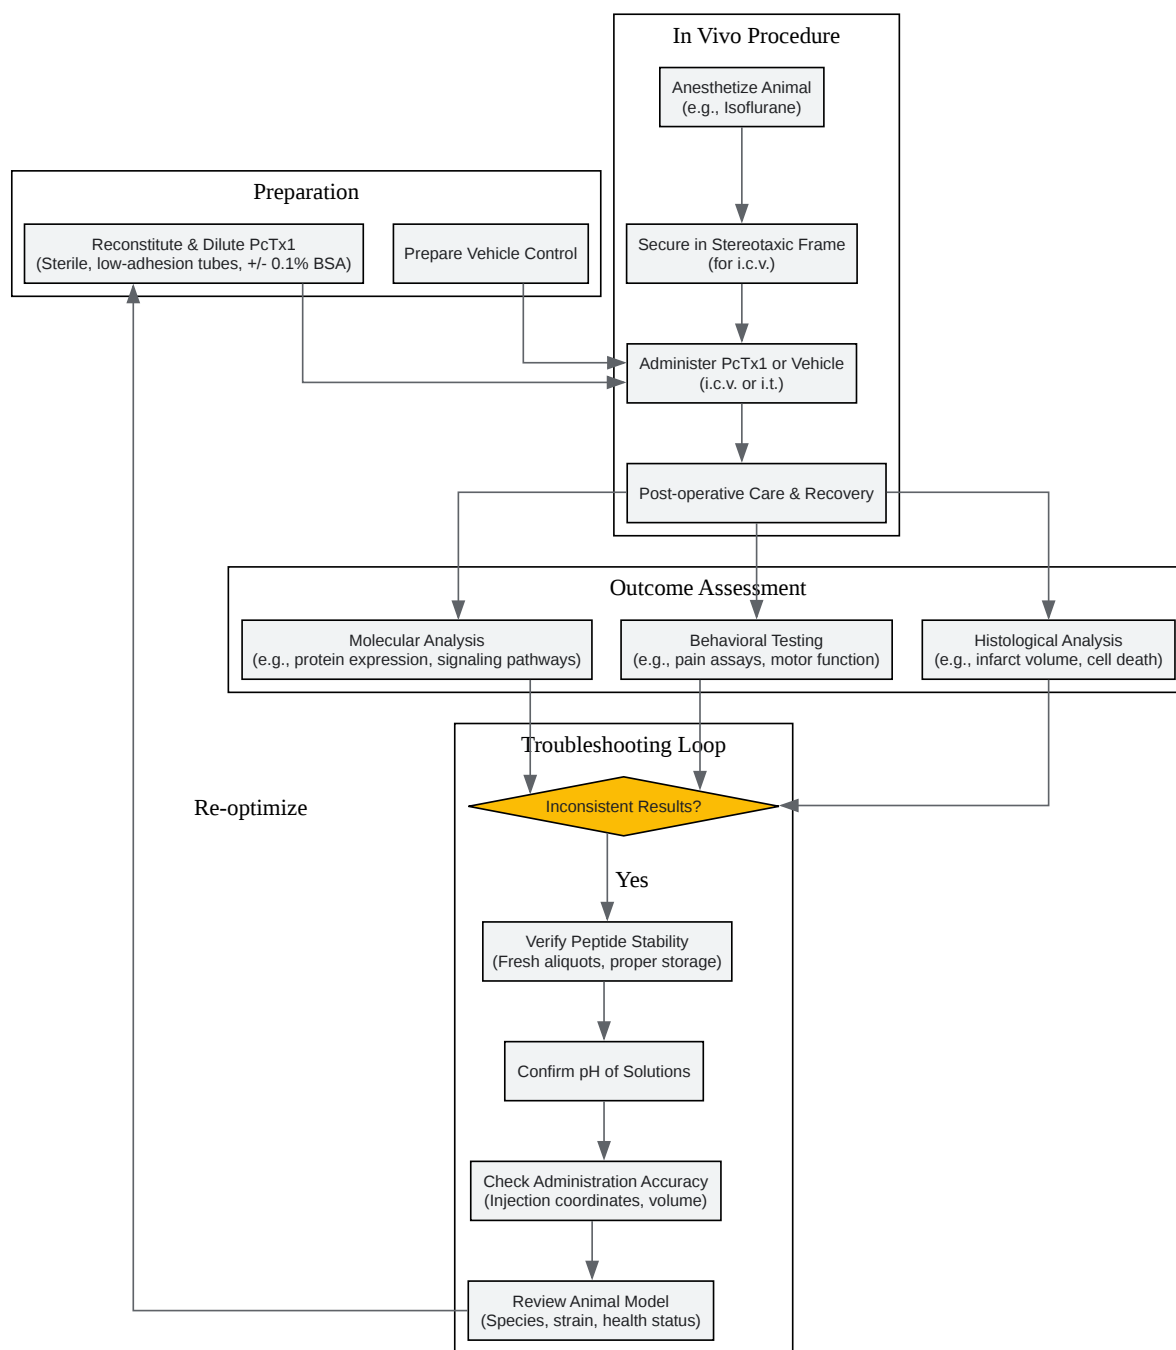 In Vivo Procedure
Anesthetize Animal
(e.g., Isoflurane)
Preparation
Reconstitute & Dilute PcTx1
(Sterile, low-adhesion tubes, +/- 0.1% BSA)
Prepare Vehicle Control
Secure in Stereotaxic Frame
(for i.c.v.)
Administer PcTx1 or Vehicle
(i.c.v. or i.t.)
Post-operative Care & Recovery
Outcome Assessment
Molecular Analysis
(e.g., protein expression, signaling pathways)
Behavioral Testing
(e.g., pain assays, motor function)
Histological Analysis
(e.g., infarct volume, cell death)
Troubleshooting Loop
Inconsistent Results?
Re-optimize
Yes
Verify Peptide Stability
(Fresh aliquots, proper storage)
Confirm pH of Solutions
Check Administration Accuracy
(Injection coordinates, volume)
Review Animal Model
(Species, strain, health status)